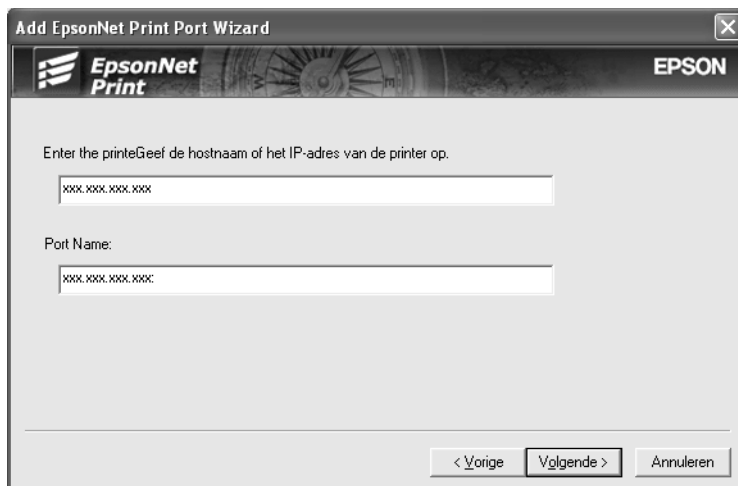 Add EpsonNet Print Port Wizard
EpsonNet
Print
EPSON
W
E
Enter the printeGeef de hostnaam of het IP-adres van de printer op.
xxx.xxx.xxx.xxx
Port Name:
xxx.xxx.xxx.xxx:
< Vorige
Volgende >
Annuleren